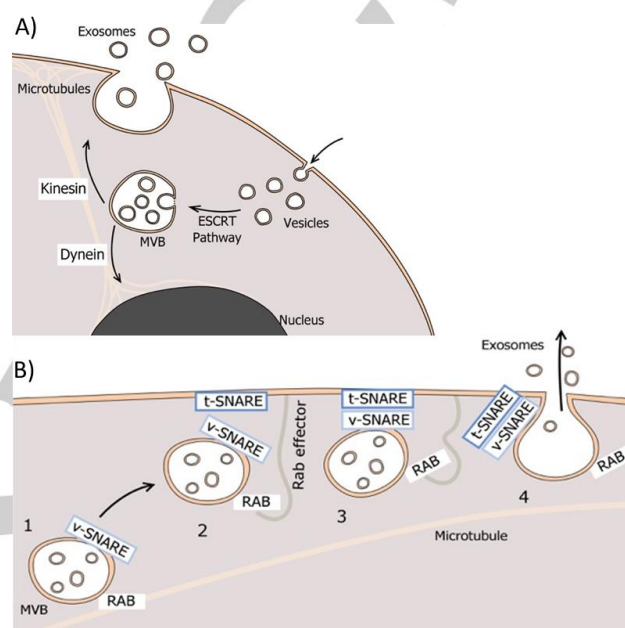 A)
Exosomes
Microtubules
Kinesin
ESCRT
Pathway
Vesicles
MVB
Dynein
Nucleus
B)
Exosomes
t-SNARE
t-SNARE
t-SNARE
v-SNARE
v-SNARE
v-SNARE
Rab effector
RAB
RAB
RAB
2
3
4
Microtubule
1
v-SNARE
MVB
RAB